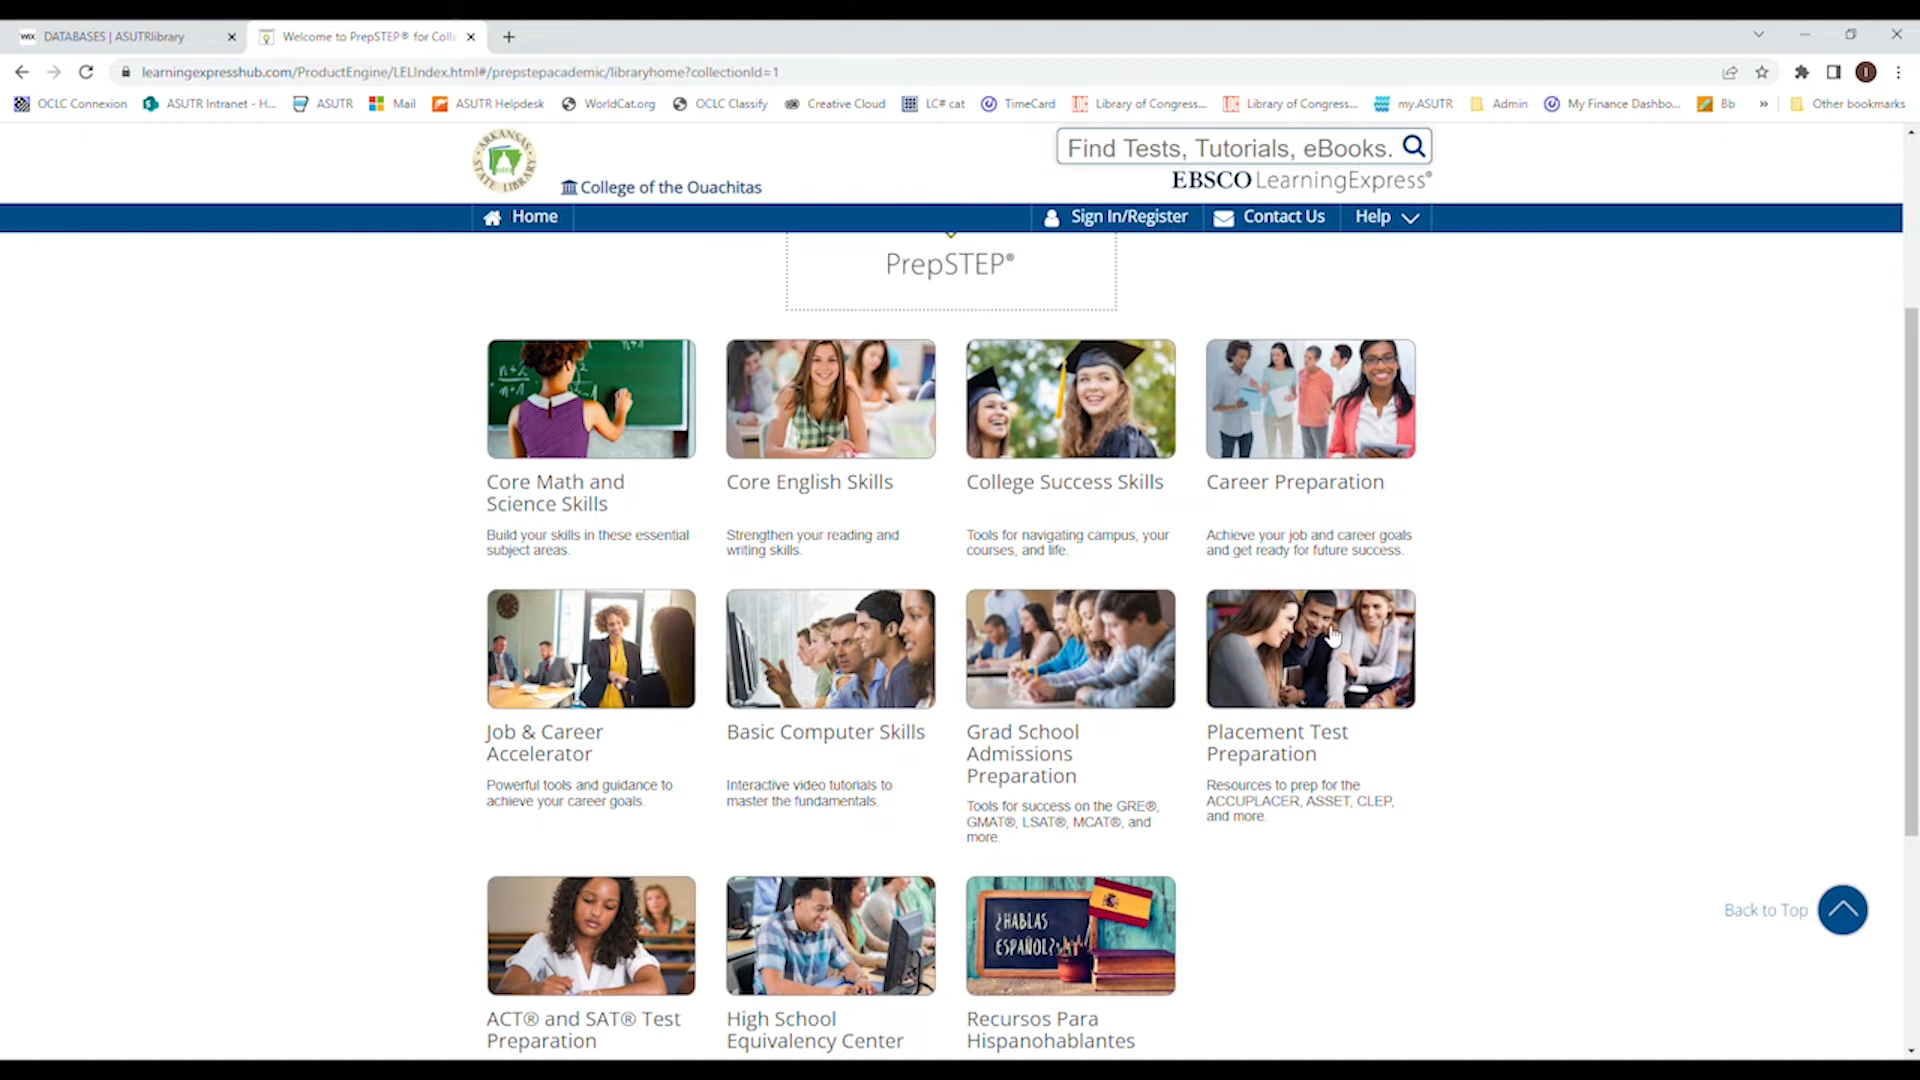 WIX DATABASES | ASUTRlibrary
Welcome to PrepSTEP® for Colle
learningexpresshub.com/ProductEngine/LELIndex.html#/prepstepacademic/libraryhome?collectionId=1
OCLC Connexion ASUTR Intranet - H... ASUTR Mail ASUTR Helpdesk WorldCat.org OCLC Classify Creative Cloud LC# cat TimeCard Library of Congress... Library of Congress... my.ASUTR Admin My Finance Dashbo... Bb » Other bookmarks
ARKANSAS STATE LIBRARY
Find Tests, Tutorials, eBooks.
College of the Ouachitas
EBSCO LearningExpress®
Home Sign In/Register Contact Us Help
PrepSTEP®
Core Math and
Science Skills
Build your skills in these essential
subject areas.
Core English Skills
Strengthen your reading and
writing skills.
College Success Skills
Tools for navigating campus, your
courses, and life.
Career Preparation
Achieve your job and career goals
and get ready for future success.
Job & Career
Accelerator
Powerful tools and guidance to
achieve your career goals.
Basic Computer Skills
Interactive video tutorials to
master the fundamentals.
Grad School
Admissions
Preparation
Tools for success on the GRE®,
GMAT®, LSAT®, MCAT®, and
more.
Placement Test
Preparation
Resources to prep for the
ACCUPLACER, ASSET, CLEP,
and more.
¿HABLAS
ESPAÑOL?
Back to Top
ACT® and SAT® Test
Preparation
High School
Equivalency Center
Recursos Para
Hispanohablantes